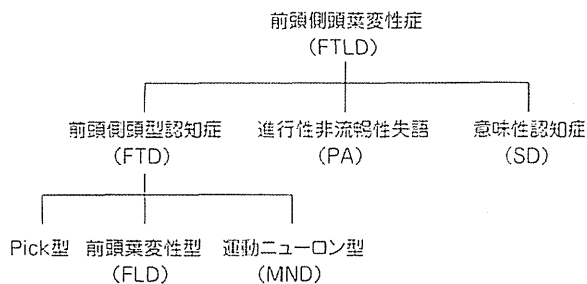 前頭側頭葉変性症
(FTLD)
前頭側頭型認知症 進行性非流暢性失語 意味性認知症
(FTD) (PA) (SD)
Pick型 前頭葉変性型 運動ニューロン型
(FLD) (MND)